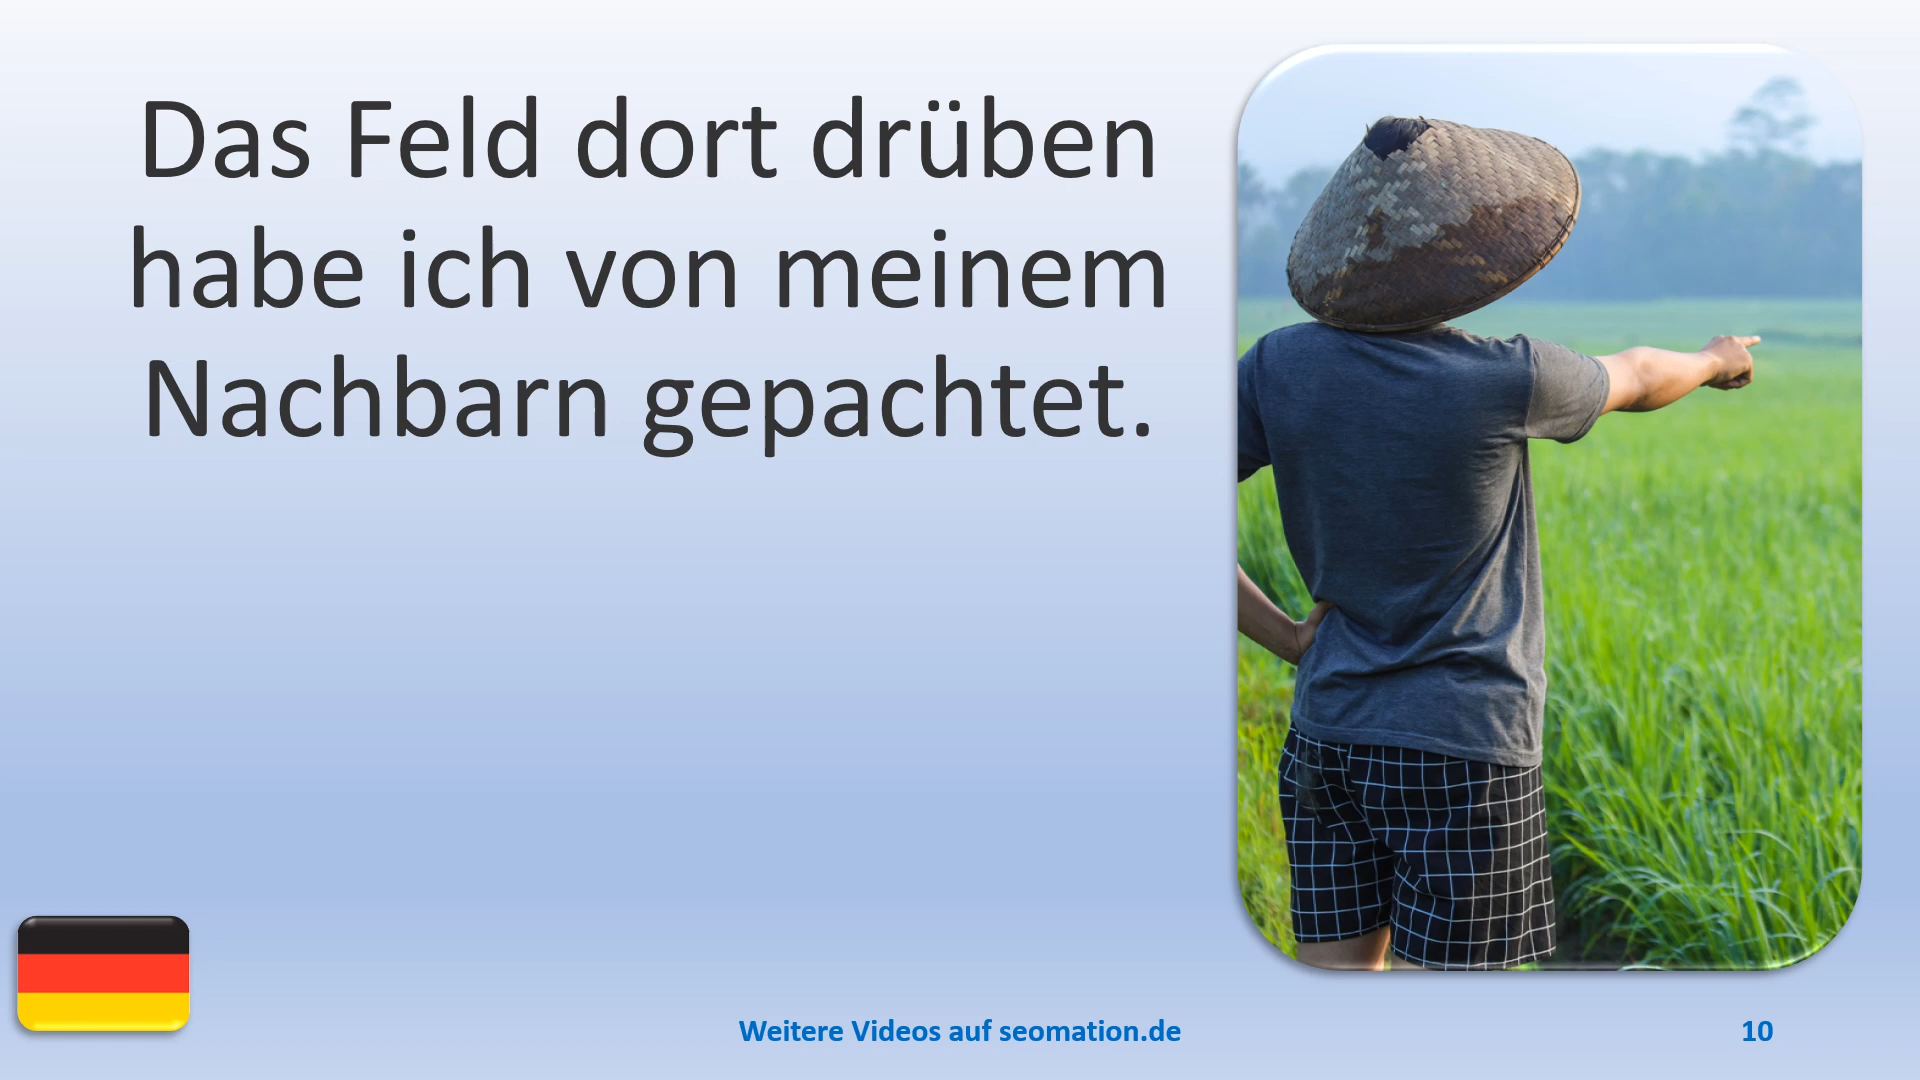 Das Feld dort drüben
habe ich von meinem
Nachbarn gepachtet.
Weitere Videos auf seomation.de
10